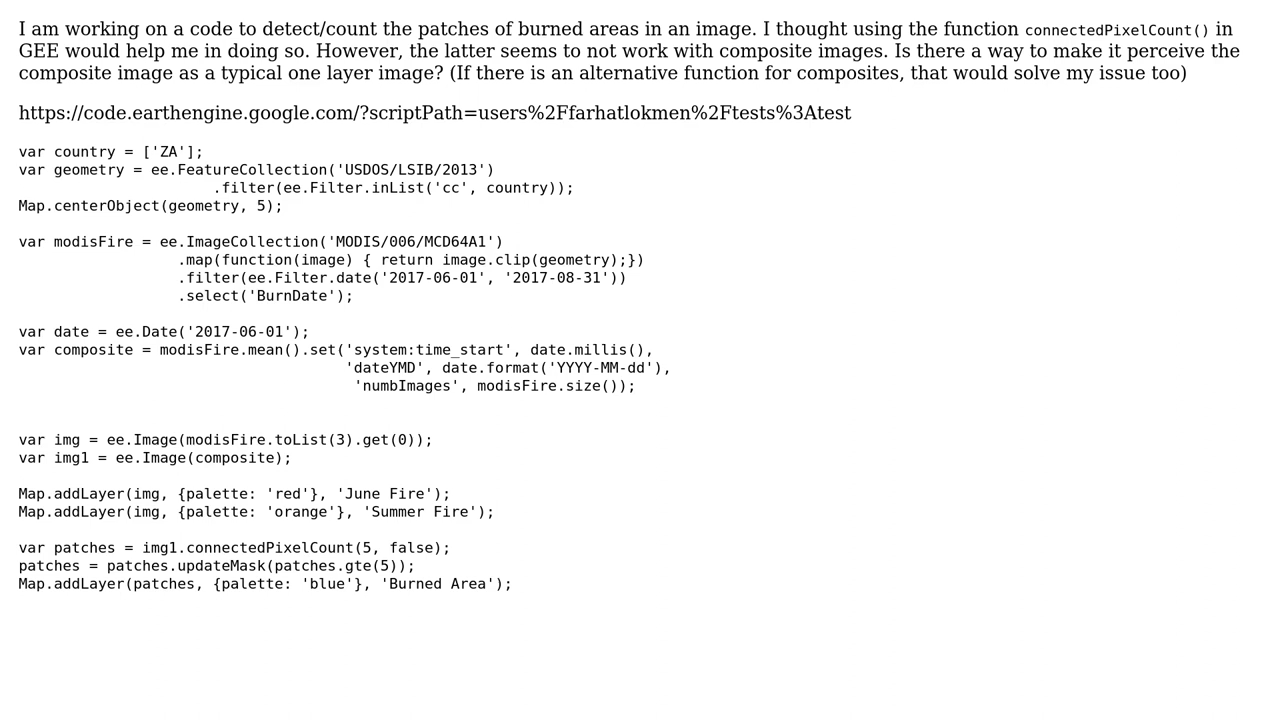 I am working on a code to detect/count the patches of burned areas in an image. I thought using the function connectedPixelCount() in
GEE would help me in doing so. However, the latter seems to not work with composite images. Is there a way to make it perceive the
composite image as a typical one layer image? (If there is an alternative function for composites, that would solve my issue too)
https://code.earthengine.google.com/?scriptPath=users%2Ffarhatlokmen%2Ftests%3Atest
var country = ['ZA'];
var geometry = ee.FeatureCollection('USDOS/LSIB/2013')
                      .filter(ee.Filter.inList('cc', country));
Map.centerObject(geometry, 5);
var modisFire = ee.ImageCollection('MODIS/006/MCD64A1')
                  .map(function(image) { return image.clip(geometry);})
                  .filter(ee.Filter.date('2017-06-01', '2017-08-31'))
                  .select('BurnDate');
var date = ee.Date('2017-06-01');
var composite = modisFire.mean().set('system:time_start', date.millis(),
                                     'dateYMD', date.format('YYYY-MM-dd'),
                                      'numbImages', modisFire.size());
var img = ee.Image(modisFire.toList(3).get(0));
var img1 = ee.Image(composite);
Map.addLayer(img, {palette: 'red'}, 'June Fire');
Map.addLayer(img, {palette: 'orange'}, 'Summer Fire');
var patches = img1.connectedPixelCount(5, false);
patches = patches.updateMask(patches.gte(5));
Map.addLayer(patches, {palette: 'blue'}, 'Burned Area');